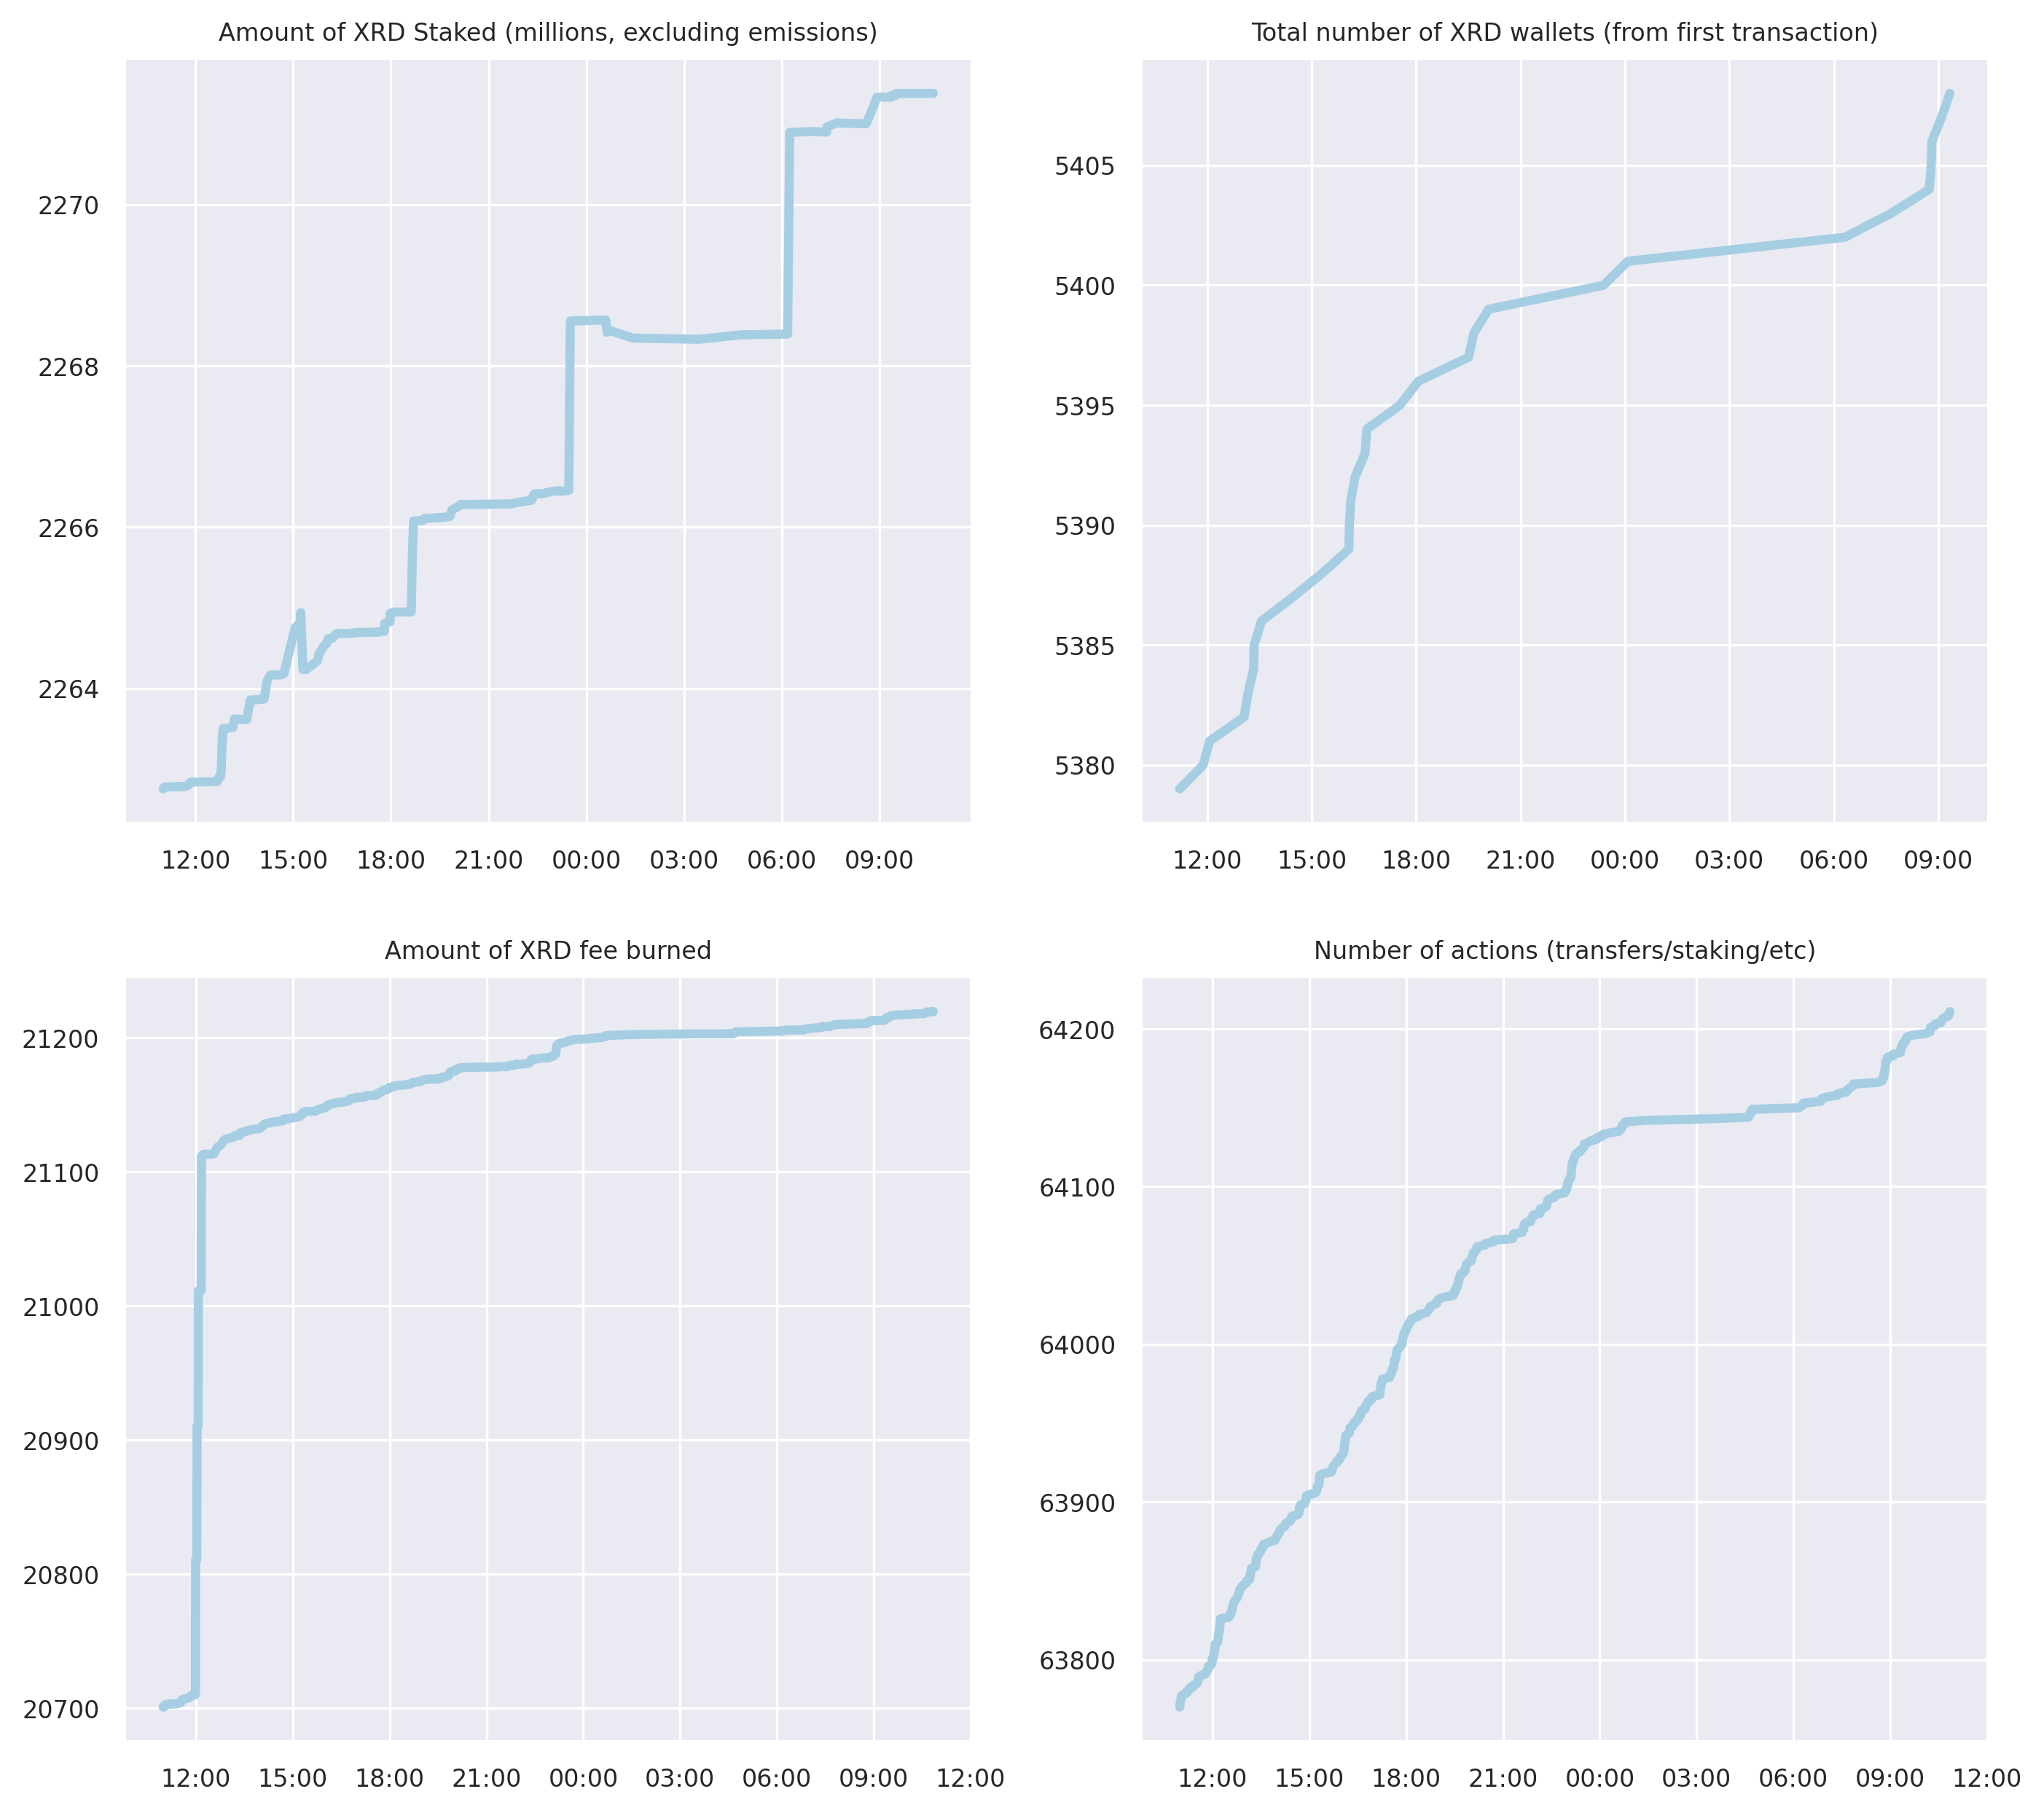 Amount of XRD Staked (millions, excluding emissions)
2270
2268
2266
2264
12:00 15:00 18:00 21:00 00:00 03:00 06:00 09:00
Total number of XRD wallets (from first transaction)
5405
5400
5395
5390
5385
5380
12:00 15:00 18:00 21:00 00:00 03:00 06:00 09:00
Amount of XRD fee burned
21200
21100
21000
20900
20800
20700
12:00 15:00 18:00 21:00 00:00 03:00 06:00 09:00 12:00
Number of actions (transfers/staking/etc)
64200
64100
64000
63900
63800
12:00 15:00 18:00 21:00 00:00 03:00 06:00 09:00 12:00